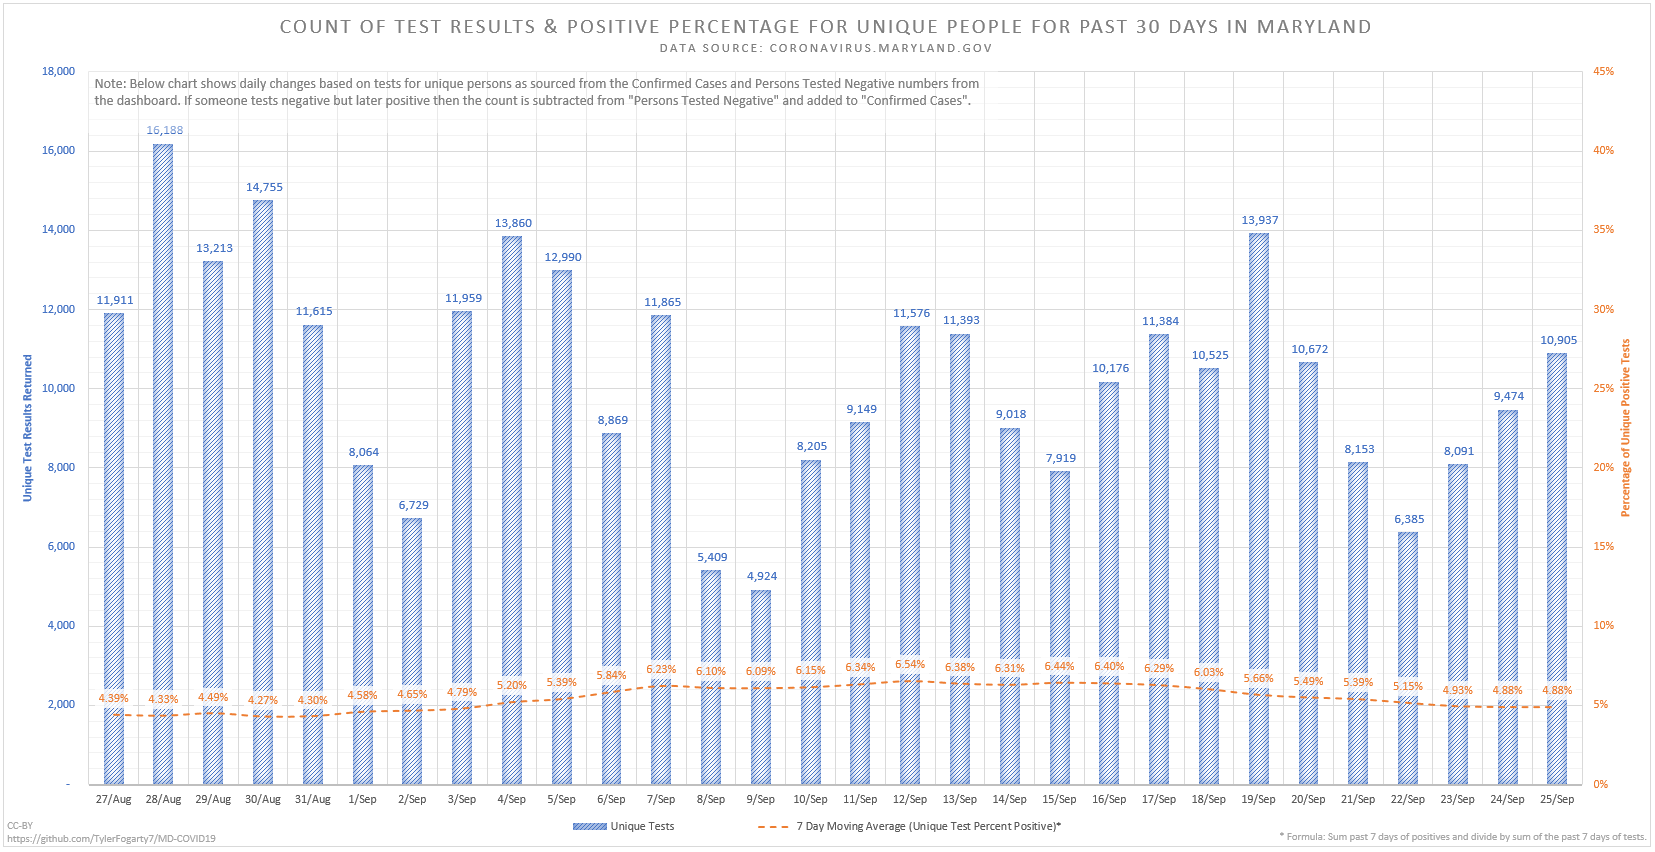 COUNT OF TEST RESULTS & POSITIVE PERCENTAGE FOR UNIQUE PEOPLE FOR PAST 30 DAYS IN MARYLAND
DATA SOURCE: CORONAVIRUS.MARYLAND.GOV
Note: Below chart shows daily changes based on tests for unique persons as sourced from the Confirmed Cases and Persons Tested Negative numbers from
the dashboard. If someone tests negative but later positive then the count is subtracted from "Persons Tested Negative" and added to "Confirmed Cases".
Unique Test Results Returned
18,000
16,000
14,000
12,000
10,000
8,000
6,000
4,000
2,000
-
11,911
16,188
13,213
14,755
11,615
8,064
6,729
11,959
13,860
12,990
8,869
11,865
5,409
4,924
8,205
9,149
11,576
11,393
9,018
7,919
10,176
11,384
10,525
13,937
10,672
8,153
6,385
8,091
9,474
10,905
4.39%
4.33%
4.49%
4.27%
4.30%
4.58%
4.65%
4.79%
5.20%
5.39%
5.84%
6.23%
6.10%
6.09%
6.15%
6.34%
6.54%
6.38%
6.31%
6.44%
6.40%
6.29%
6.03%
5.66%
5.49%
5.39%
5.15%
4.93%
4.88%
4.88%
45%
40%
35%
30%
25%
20%
15%
10%
5%
0%
Percentage of Unique Positive Tests
27/Aug
28/Aug
29/Aug
30/Aug
31/Aug
1/Sep
2/Sep
3/Sep
4/Sep
5/Sep
6/Sep
7/Sep
8/Sep
9/Sep
10/Sep
11/Sep
12/Sep
13/Sep
14/Sep
15/Sep
16/Sep
17/Sep
18/Sep
19/Sep
20/Sep
21/Sep
22/Sep
23/Sep
24/Sep
25/Sep
Unique Tests
7 Day Moving Average (Unique Test Percent Positive)*
CC-BY
https://github.com/TylerFogarty7/MD-COVID19
* Formula: Sum past 7 days of positives and divide by sum of the past 7 days of tests.